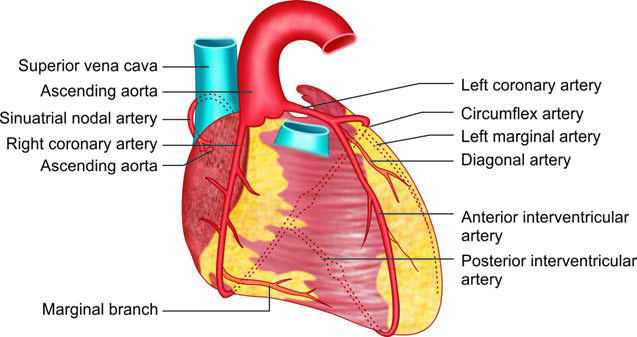 Superior vena cava
Ascending aorta
Sinuatrial nodal artery
Right coronary artery
Ascending aorta
Marginal branch
Left coronary artery
Circumflex artery
Left marginal artery
Diagonal artery
Anterior interventricular
artery
Posterior interventricular
artery